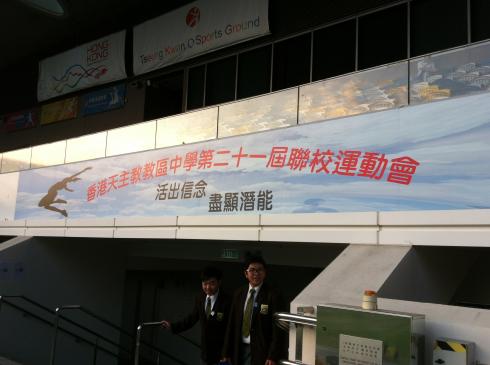 HONG KONG
Tseung Kwan O Sports Ground
香港天主教教區中學第二十一屆聯校運動會
活出信念
盡顯潛能